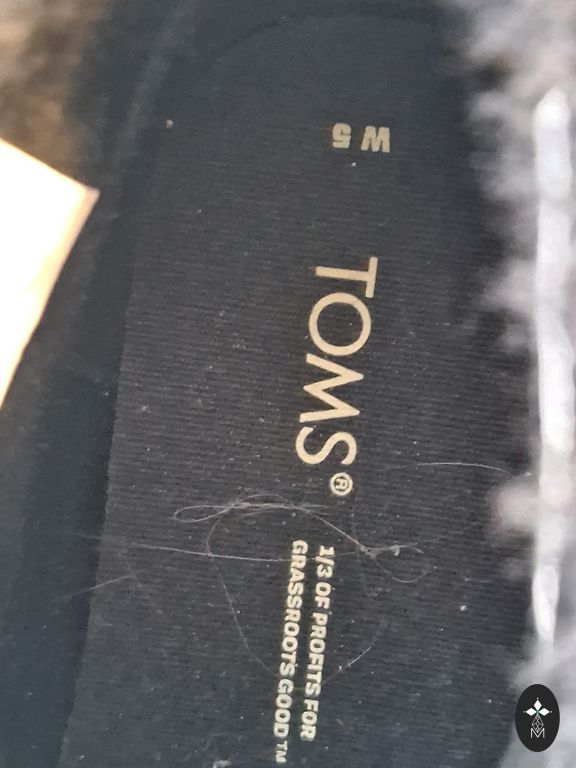 W 5
TOMS®
1/3 OF PROFITS FOR
GRASSROOTS GOOD™
M